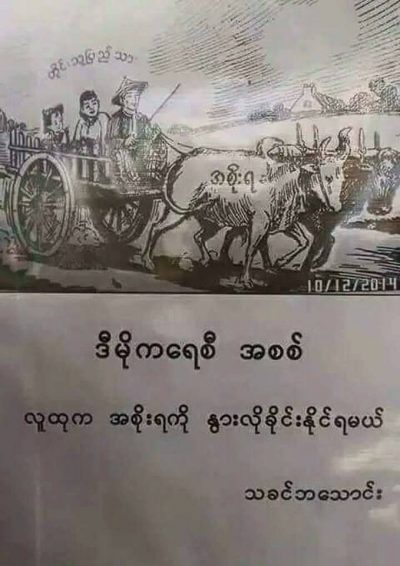 တိုင်းသူပြည်သား
အစိုးရ
10/12/2014
ဒီမိုကရေစီ အစစ်
လူထုက အစိုးရကို နွားလိုခိုင်းနိုင်ရမယ်
သခင်ဘသောင်း